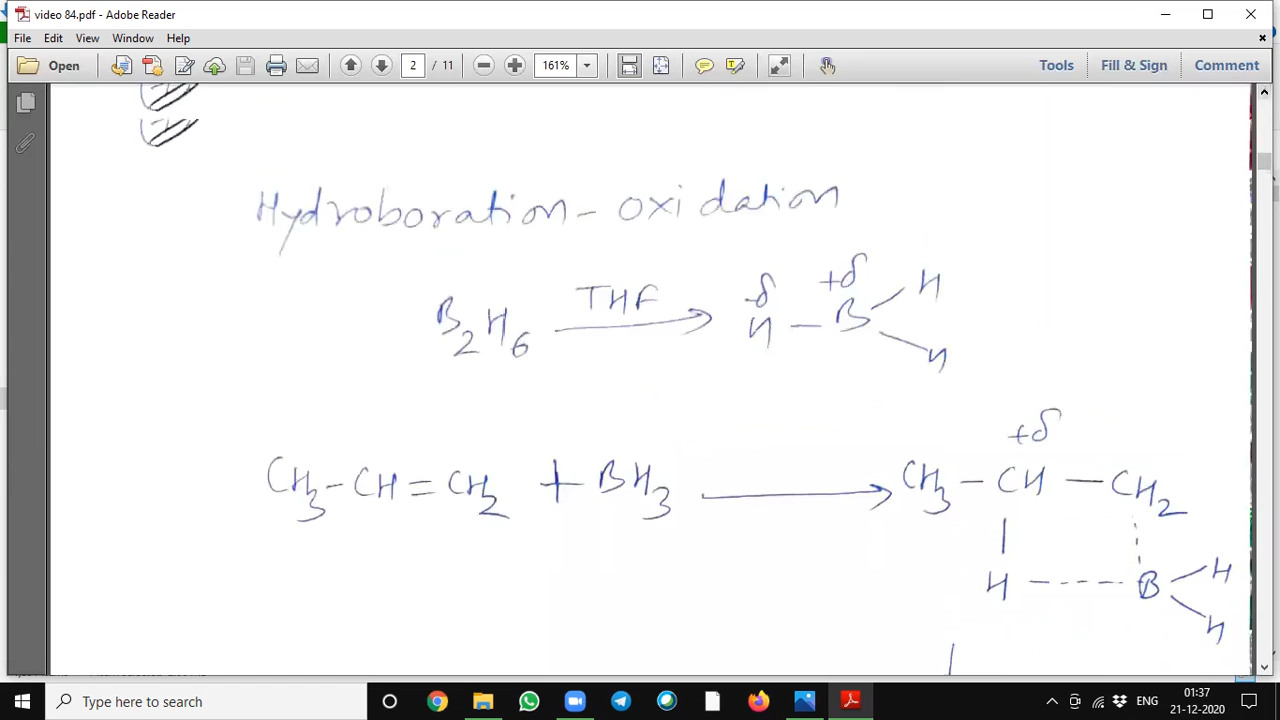 video 84.pdf - Adobe Reader
File Edit View Window Help
Open 2 / 11 161% Tools Fill & Sign Comment
Hydroboration - oxidation
-δ +δ
B2H6 THF H - B H
H
+δ
CH3 - CH = CH2 + BH3 CH3 - CH - CH2
H B H
H
Type here to search ENG 01:37
21-12-2020